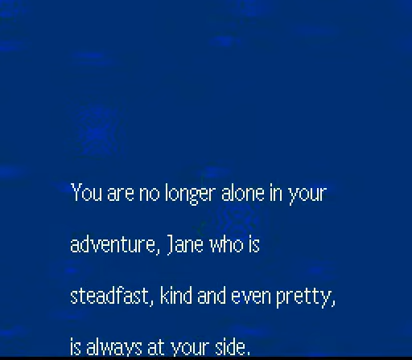 You are no longer alone in your
adventure, Jane who is
steadfast, kind and even pretty,
is always at your side.